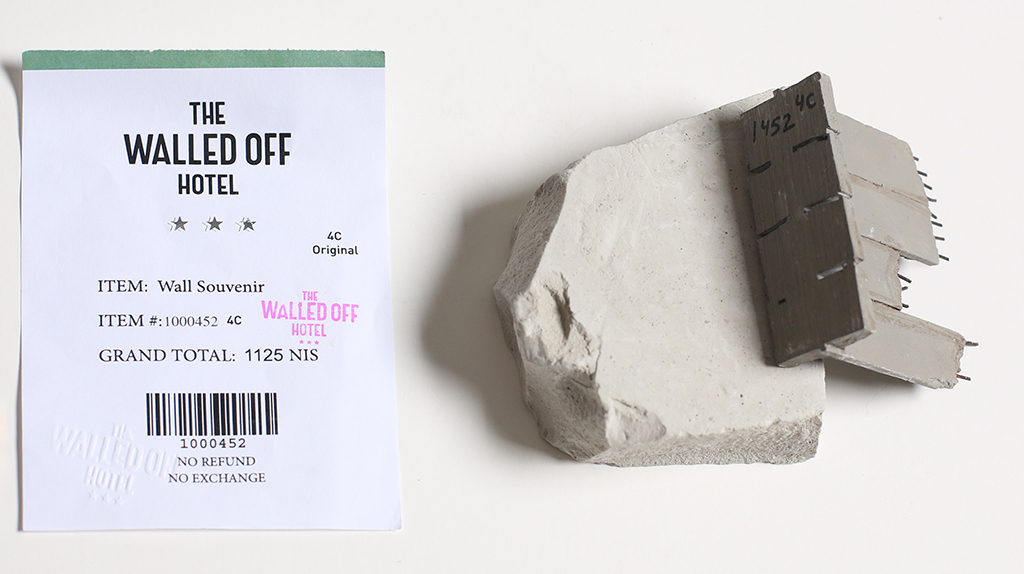 THE
WALLED OFF
HOTEL
4C
Original
ITEM: Wall Souvenir
ITEM #:1000452 4C
THE
WALLED OFF
HOTEL
GRAND TOTAL: 1125 NIS
1000452
NO REFUND
NO EXCHANGE
THE
WALLED OFF
HOTEL
1452 4C